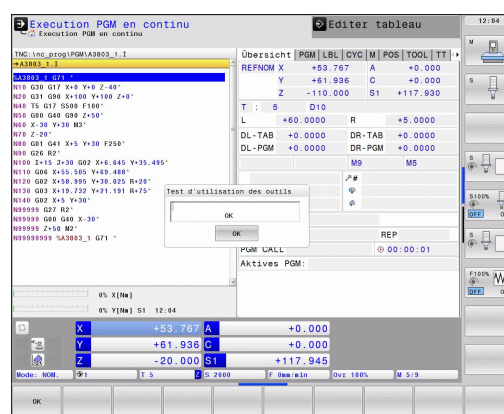 Execution PGM en continu
Execution PGM en continu
Editer tableau
12:04
TNC:\nc_prog\PGM\A3803_1.I
→A3803_1.I
%A3803_1 G71 *
N10 G30 G17 X+0 Y+0 Z-40*
N20 G31 G90 X+100 Y+100 Z+0*
N40 T5 G17 S500 F100*
N50 G00 G40 G90 Z+50*
N60 X-30 Y+30 M3*
N70 Z-20*
N80 G01 G41 X+5 Y+30 F250*
N90 G26 R2*
N100 I+15 J+30 G02 X+6.645 Y+35.495*
N110 G06 X+55.505 Y+69.488*
N120 G02 X+58.995 Y+30.025 R+20*
N130 G03 X+19.732 Y+21.191 R+75*
N140 G02 X+5 Y+30*
N99999 G27 R2*
N99999 G00 G40 X-30*
N99999 Z+50 M2*
N99999999 %A3803_1 G71 *
0% X[Nm]
0% Y[Nm] S1 12:04
Übersicht PGM LBL CYC M POS TOOL TT
REFNOM X +53.767 A +0.000
Y +61.936 C +0.000
Z -110.000 S1 +117.930
T : 5 D10
L +60.0000 R +5.0000
DL-TAB +0.0000 DR-TAB +0.0000
DL-PGM +0.0000 DR-PGM +0.0000
M9 M5
#
REP
PGM CALL 00:00:01
Aktives PGM:
Test d'utilisation des outils
OK
OK
X +53.767 A +0.000
Y +61.936 C +0.000
Z -20.000 S1 +117.945
Mode: NOM. 1 T 5 Z S 2000 F 0mm/min Ovr 100% M 5/9
OK
M
S
S
S100%
OFF
S
F100%
OFF